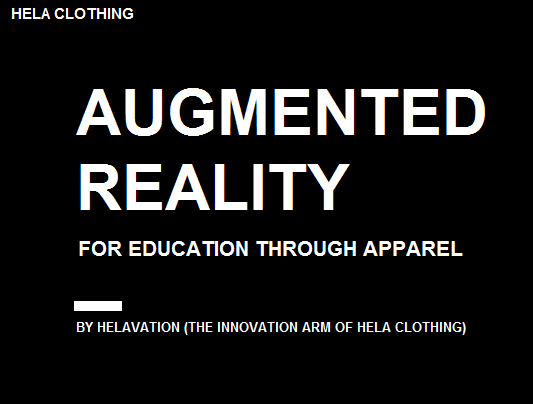 HELA CLOTHING
AUGMENTED
REALITY
FOR EDUCATION THROUGH APPAREL
BY HELAVATION (THE INNOVATION ARM OF HELA CLOTHING)